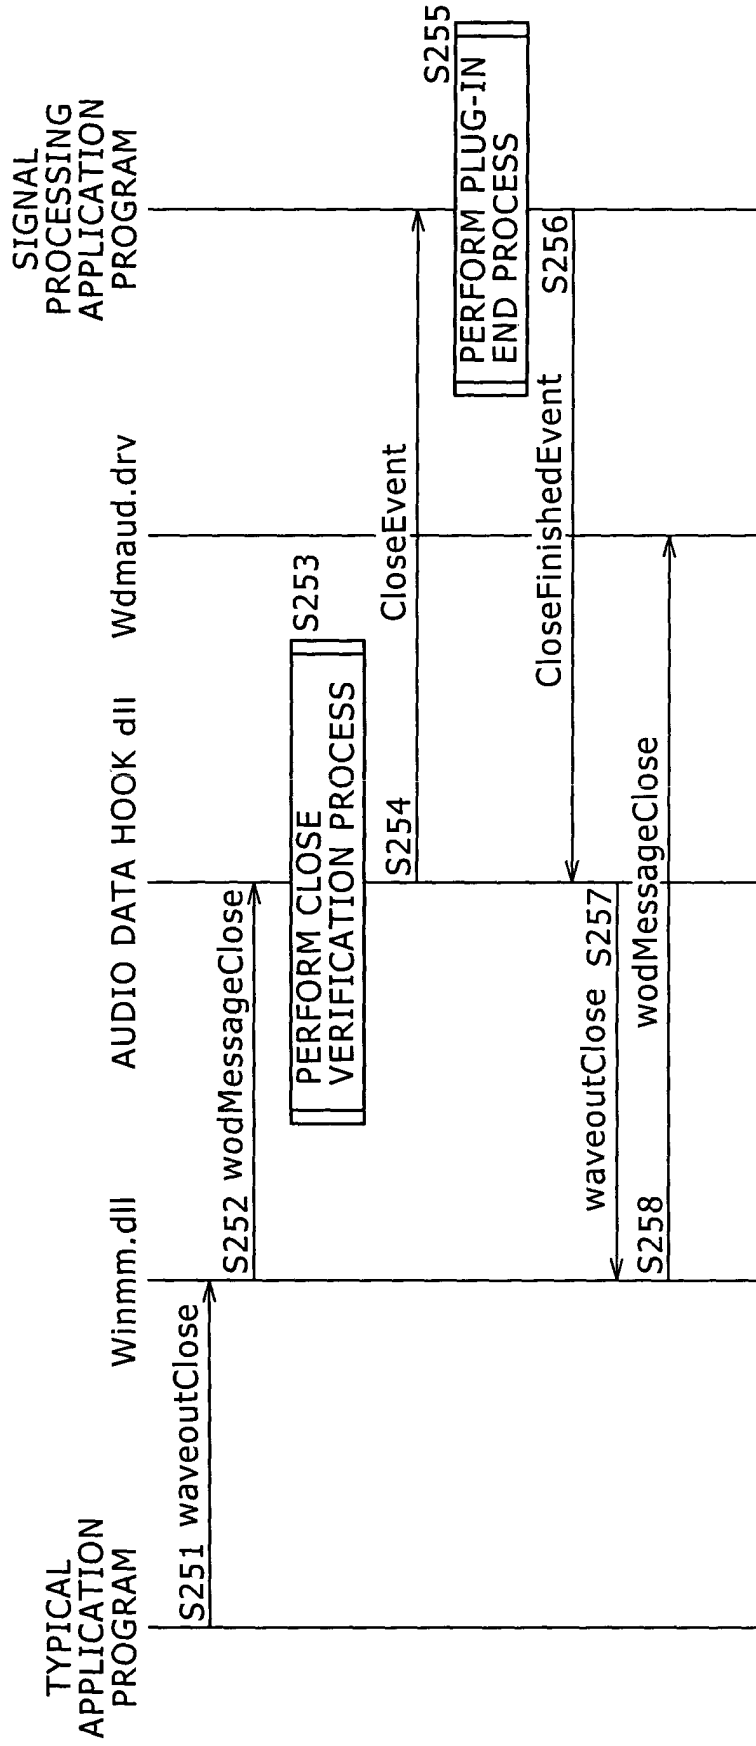 TYPICAL
APPLICATION
PROGRAM
Winmm.dll
AUDIO DATA HOOK dll
Wdmaud.drv
SIGNAL
PROCESSING
APPLICATION
PROGRAM
S251 waveoutClose
S252 wodMessageClose
PERFORM CLOSE
VERIFICATION PROCESS
S253
S254
CloseEvent
S255
PERFORM PLUG-IN
END PROCESS
CloseFinishedEvent
S256
waveoutClose S257
S258
wodMessageClose